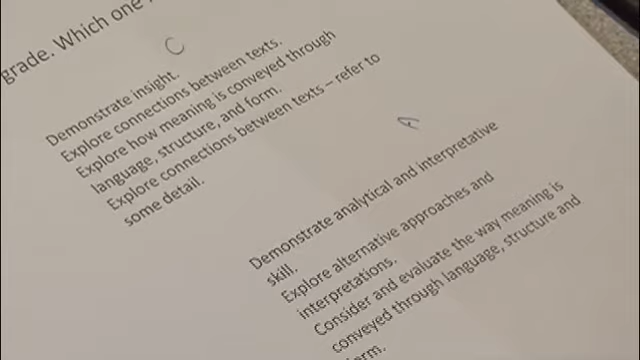 grade. Which one
C
Demonstrate insight.
Explore connections between texts.
Explore how meaning is conveyed through
language, structure, and form.
Explore connections between texts – refer to
some detail.
A
Demonstrate analytical and interpretative
skill.
Explore alternative approaches and
interpretations.
Consider and evaluate the way meaning is
conveyed through language, structure and
form.